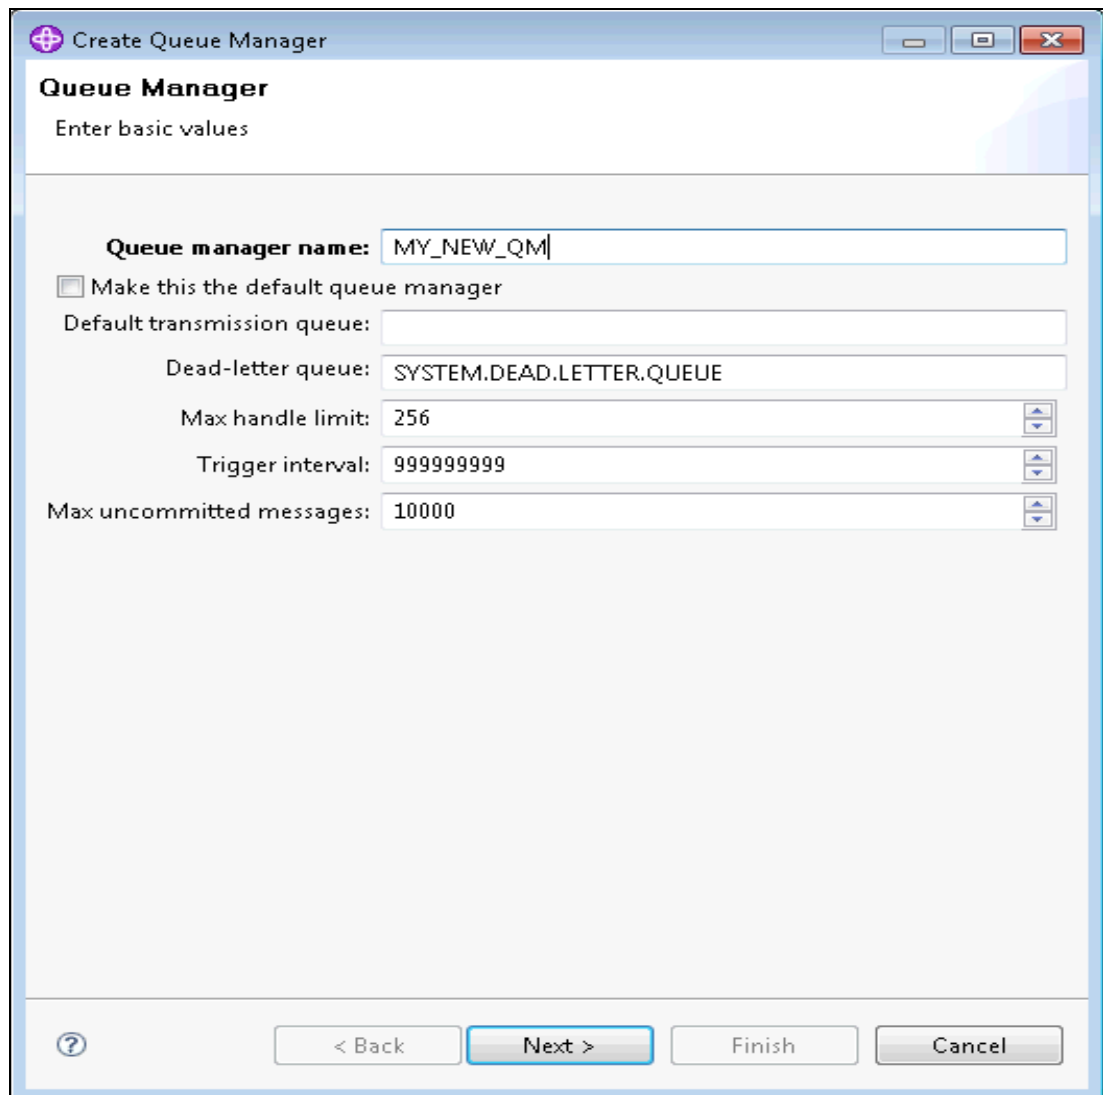 Create Queue Manager
Queue Manager
Enter basic values
Queue manager name: MY_NEW_QM
Make this the default queue manager
Default transmission queue:
Dead-letter queue: SYSTEM.DEAD.LETTER.QUEUE
Max handle limit: 256
Trigger interval: 999999999
Max uncommitted messages: 10000
? < Back Next > Finish Cancel